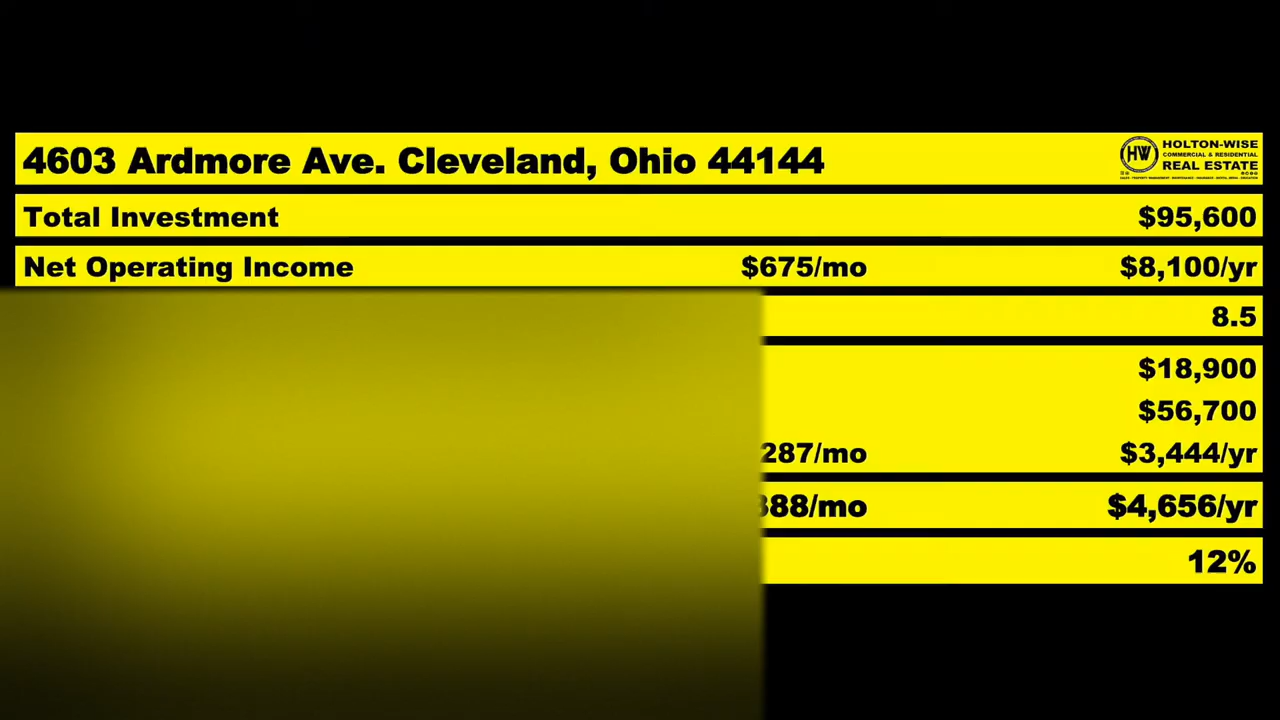 4603 Ardmore Ave. Cleveland, Ohio 44144
HW HOLTON-WISE
COMMERCIAL & RESIDENTIAL
REAL ESTATE
Total Investment $95,600
Net Operating Income $675/mo $8,100/yr
8.5
$18,900
$56,700
287/mo $3,444/yr
88/mo $4,656/yr
12%